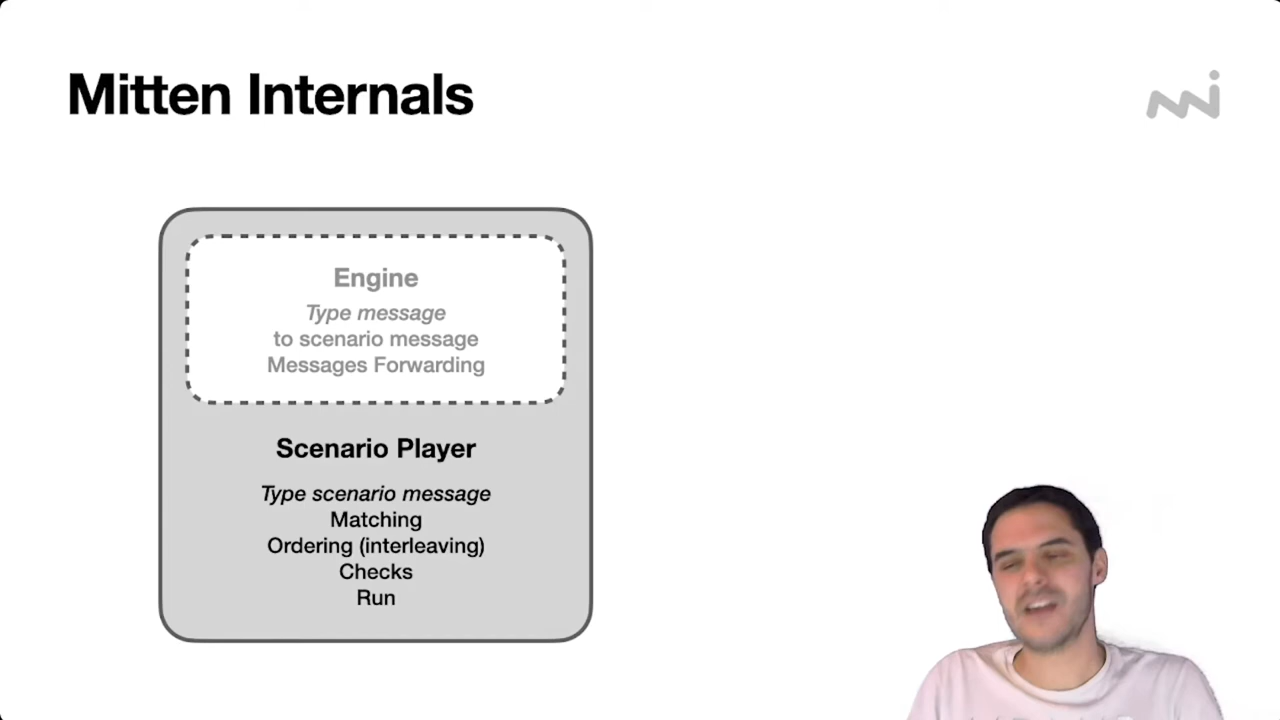 Mitten Internals
Engine
Type message
to scenario message
Messages Forwarding
Scenario Player
Type scenario message
Matching
Ordering (interleaving)
Checks
Run